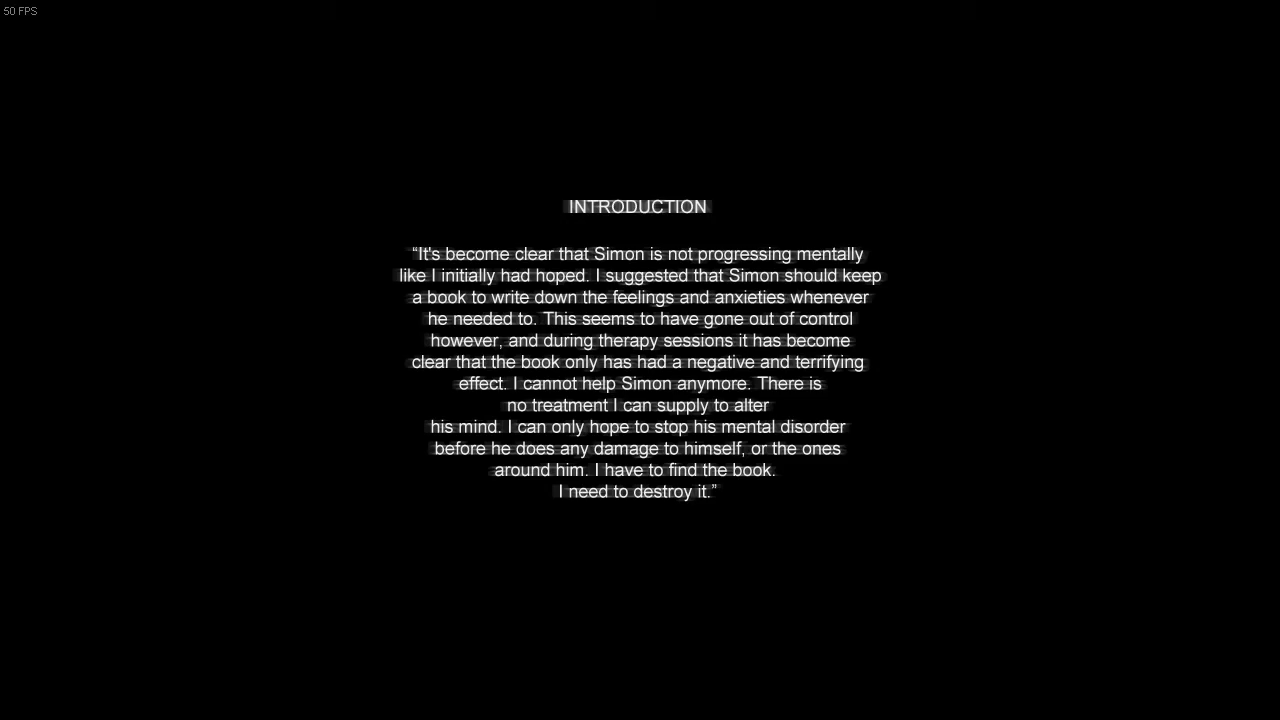 50 FPS
INTRODUCTION
“It's become clear that Simon is not progressing mentally
like I initially had hoped. I suggested that Simon should keep
a book to write down the feelings and anxieties whenever
he needed to. This seems to have gone out of control
however, and during therapy sessions it has become
clear that the book only has had a negative and terrifying
effect. I cannot help Simon anymore. There is
no treatment I can supply to alter
his mind. I can only hope to stop his mental disorder
before he does any damage to himself, or the ones
around him. I have to find the book.
I need to destroy it.”